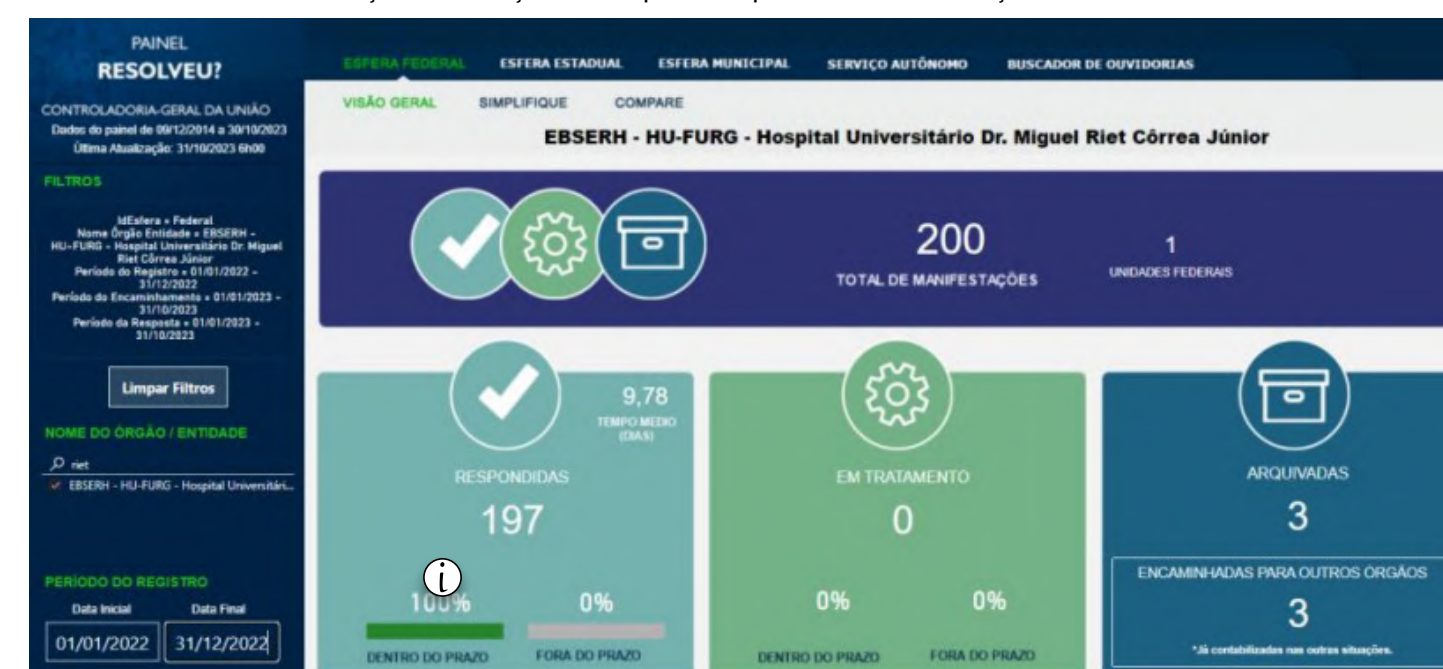 PAINEL
RESOLVEU?
CONTROLADORIA-GERAL DA UNIÃO
Dados do painel de 09/12/2014 a 30/10/2023
Última Atualização: 31/10/2023 6h00
FILTROS
IdEsfera = Federal
Nome Órgão Entidade = EBSERH -
HU-FURG - Hospital Universitário Dr. Miguel
Riet Côrrea Júnior
Período do Registro = 01/01/2022 -
31/12/2022
Período do Encaminhamento = 01/01/2023 -
31/10/2023
Período da Resposta = 01/01/2023 -
31/10/2023
Limpar Filtros
NOME DO ÓRGÃO / ENTIDADE
riet
EBSERH - HU-FURG - Hospital Universitári...
PERÍODO DO REGISTRO
Data Inicial Data Final
01/01/2022 31/12/2022
ESFERA FEDERAL ESFERA ESTADUAL ESFERA MUNICIPAL SERVIÇO AUTÔNOMO BUSCADOR DE OUVIDORIAS
VISÃO GERAL SIMPLIFIQUE COMPARE
EBSERH - HU-FURG - Hospital Universitário Dr. Miguel Riet Côrrea Júnior
200
TOTAL DE MANIFESTAÇÕES
1
UNIDADES FEDERAIS
9,78
TEMPO MEDIO
(DIAS)
RESPONDIDAS
197
i
100% 0%
DENTRO DO PRAZO FORA DO PRAZO
EM TRATAMENTO
0
0% 0%
DENTRO DO PRAZO FORA DO PRAZO
ARQUIVADAS
3
ENCAMINHADAS PARA OUTROS ÓRGÃOS
3
*Já contabilizadas nas outras situações.